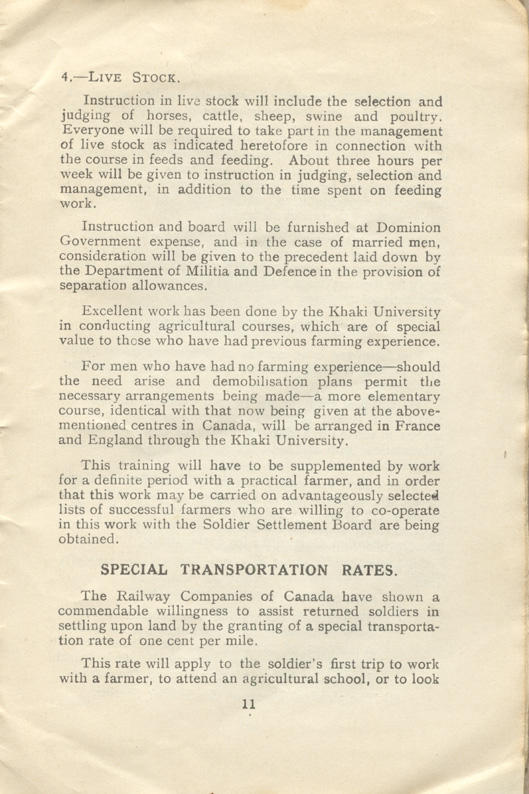 4.—Live Stock.
Instruction in live stock will include the selection and
judging of horses, cattle, sheep, swine and poultry.
Everyone will be required to take part in the management
of live stock as indicated heretofore in connection with
the course in feeds and feeding. About three hours per
week will be given to instruction in judging, selection and
management, in addition to the time spent on feeding
work.
Instruction and board will be furnished at Dominion
Government expense, and in the case of married men,
consideration will be given to the precedent laid down by
the Department of Militia and Defence in the provision of
separation allowances.
Excellent work has been done by the Khaki University
in conducting agricultural courses, which are of special
value to those who have had previous farming experience.
For men who have had no farming experience—should
the need arise and demobilisation plans permit the
necessary arrangements being made—a more elementary
course, identical with that now being given at the above-
mentioned centres in Canada, will be arranged in France
and England through the Khaki University.
This training will have to be supplemented by work
for a definite period with a practical farmer, and in order
that this work may be carried on advantageously selected
lists of successful farmers who are willing to co-operate
in this work with the Soldier Settlement Board are being
obtained.
SPECIAL TRANSPORTATION RATES.
The Railway Companies of Canada have shown a
commendable willingness to assist returned soldiers in
settling upon land by the granting of a special transporta-
tion rate of one cent per mile.
This rate will apply to the soldier's first trip to work
with a farmer, to attend an agricultural school, or to look
11